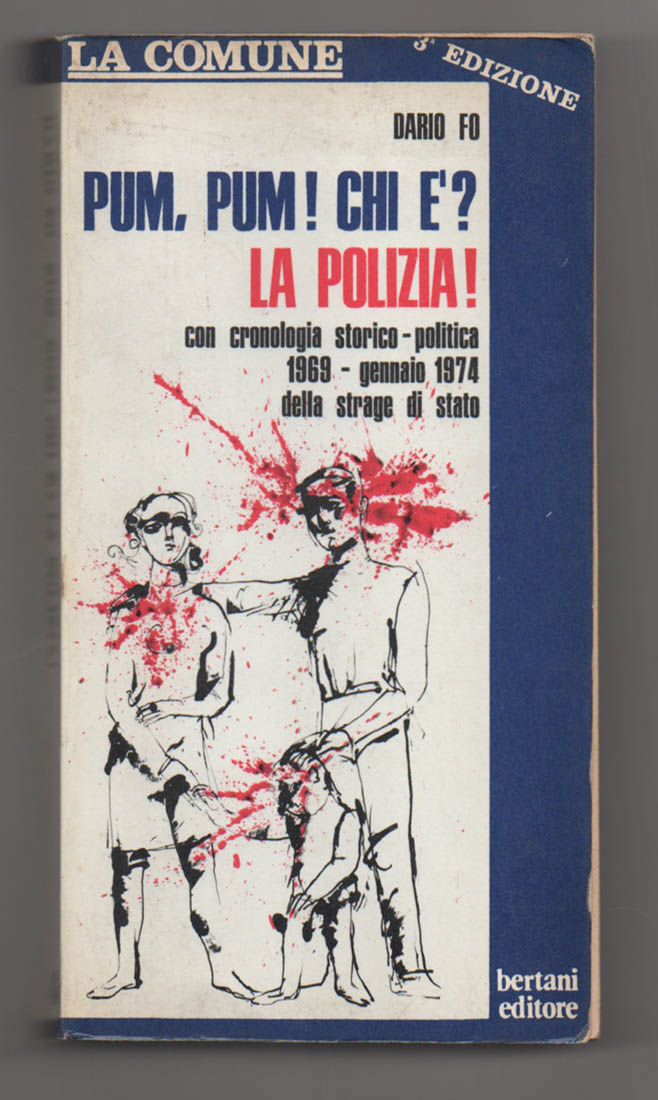 LA COMUNE
3ª EDIZIONE
DARIO FO
PUM, PUM! CHI E'?
LA POLIZIA!
con cronologia storico-politica
1969 - gennaio 1974
della strage di stato
bertani
editore